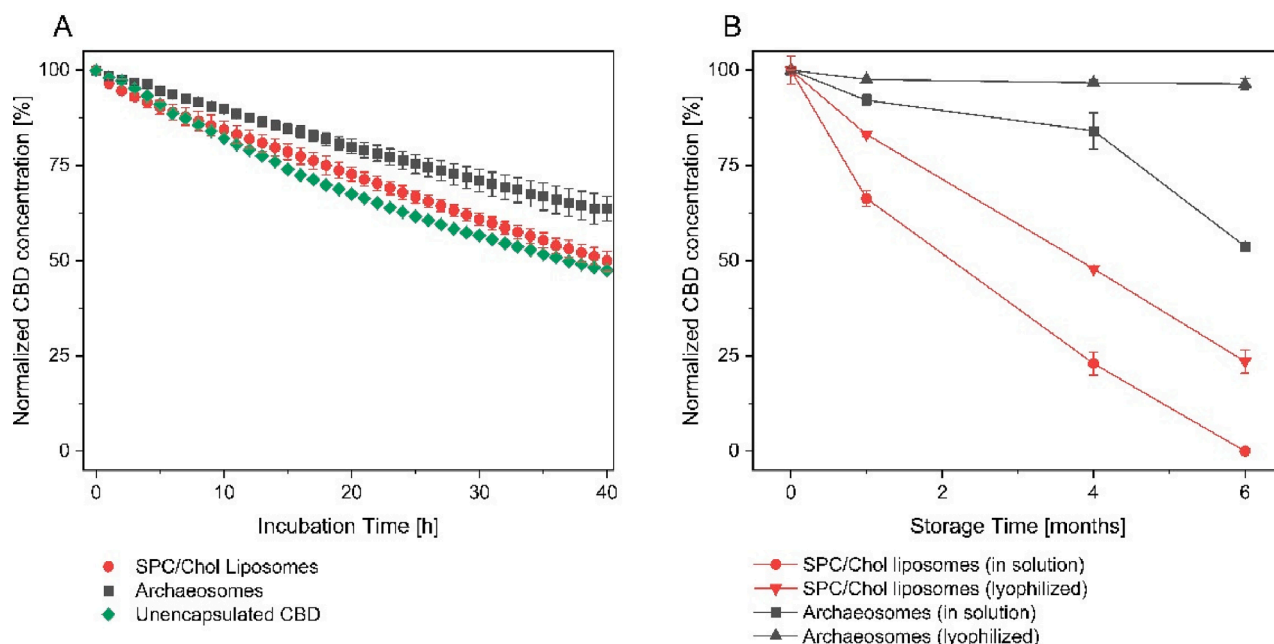 A
Normalized CBD concentration [%]
100
75
50
25
0
0 10 20 30 40
Incubation Time [h]
SPC/Chol Liposomes
Archaeosomes
Unencapsulated CBD
B
Normalized CBD concentration [%]
100
75
50
25
0
0 2 4 6
Storage Time [months]
SPC/Chol liposomes (in solution)
SPC/Chol liposomes (lyophilized)
Archaeosomes (in solution)
Archaeosomes (lyophilized)